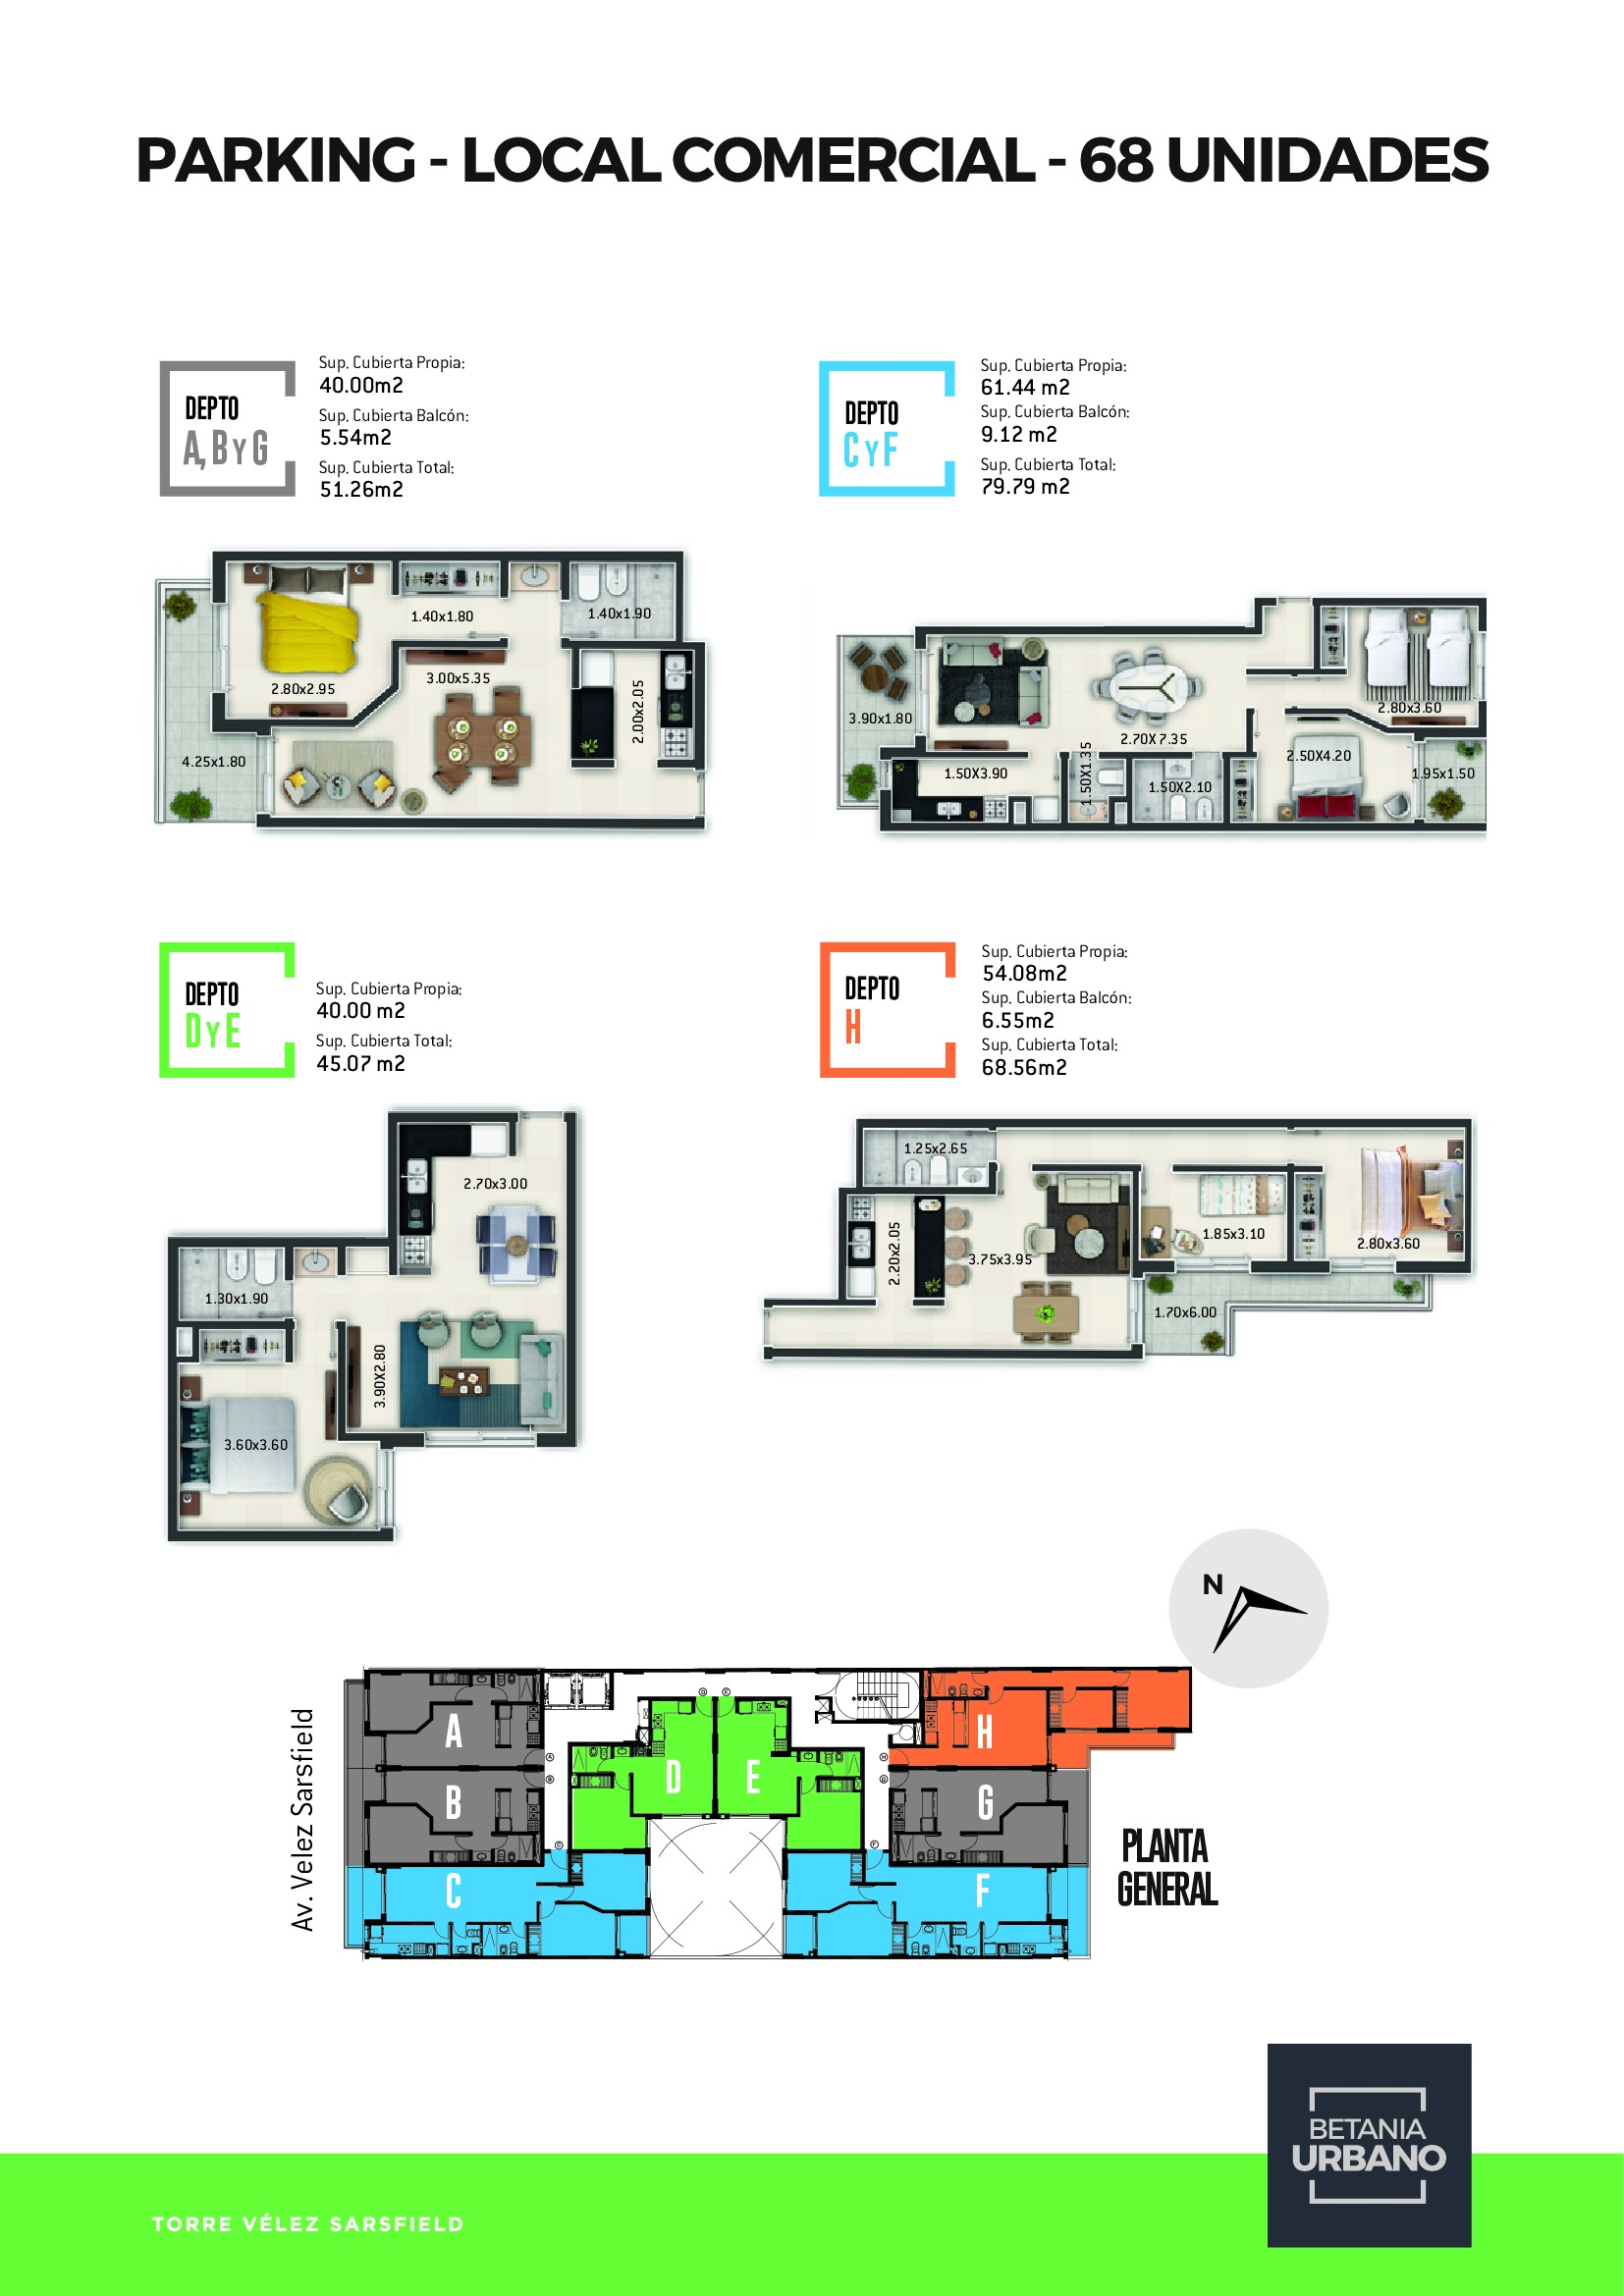 PARKING - LOCAL COMERCIAL - 68 UNIDADES
DEPTO
A, B Y G
Sup. Cubierta Propia:
40.00m2
Sup. Cubierta Balcón:
5.54m2
Sup. Cubierta Total:
51.26m2
DEPTO
C Y F
Sup. Cubierta Propia:
61.44 m2
Sup. Cubierta Balcón:
9.12 m2
Sup. Cubierta Total:
79.79 m2
1.40x1.80
1.40x1.90
2.80x2.95
3.00x5.35
2.00x2.05
4.25x1.80
3.90x1.80
2.70X7.35
2.80x3.60
1.50X3.90
1.50X1.35
1.50X2.10
2.50X4.20
1.95x1.50
DEPTO
D Y E
Sup. Cubierta Propia:
40.00 m2
Sup. Cubierta Total:
45.07 m2
DEPTO
H
Sup. Cubierta Propia:
54.08m2
Sup. Cubierta Balcón:
6.55m2
Sup. Cubierta Total:
68.56m2
2.70x3.00
1.30x1.90
3.90X2.80
3.60x3.60
1.25x2.65
2.20x2.05
3.75x3.95
1.85x3.10
2.80x3.60
1.70x6.00
N
Av. Velez Sarsfield
A
B
C
D
E
F
G
H
PLANTA
GENERAL
BETANIA
URBANO
TORRE VÉLEZ SARSFIELD